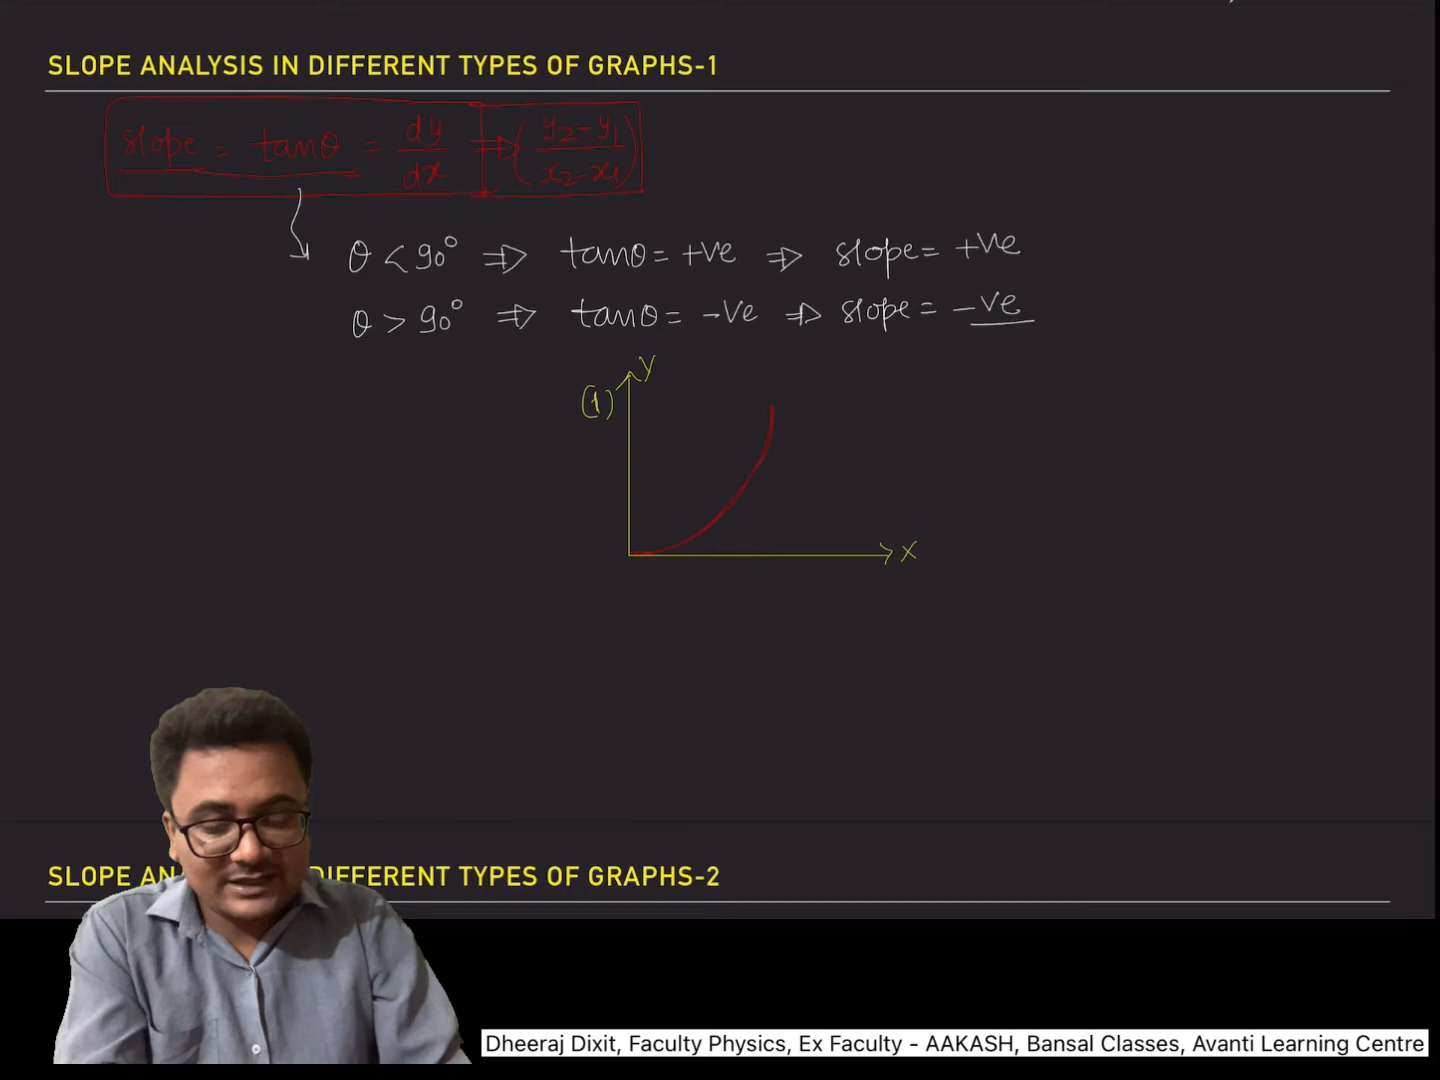 SLOPE ANALYSIS IN DIFFERENT TYPES OF GRAPHS-1
slope = tanθ = dy/dx ⇒ (y2-y1/x2-x1)
θ < 90° ⇒ tanθ = +ve ⇒ slope = +ve
θ > 90° ⇒ tanθ = -ve ⇒ slope = -ve
(1) y
x
SLOPE AN DIFFERENT TYPES OF GRAPHS-2
Dheeraj Dixit, Faculty Physics, Ex Faculty - AAKASH, Bansal Classes, Avanti Learning Centre